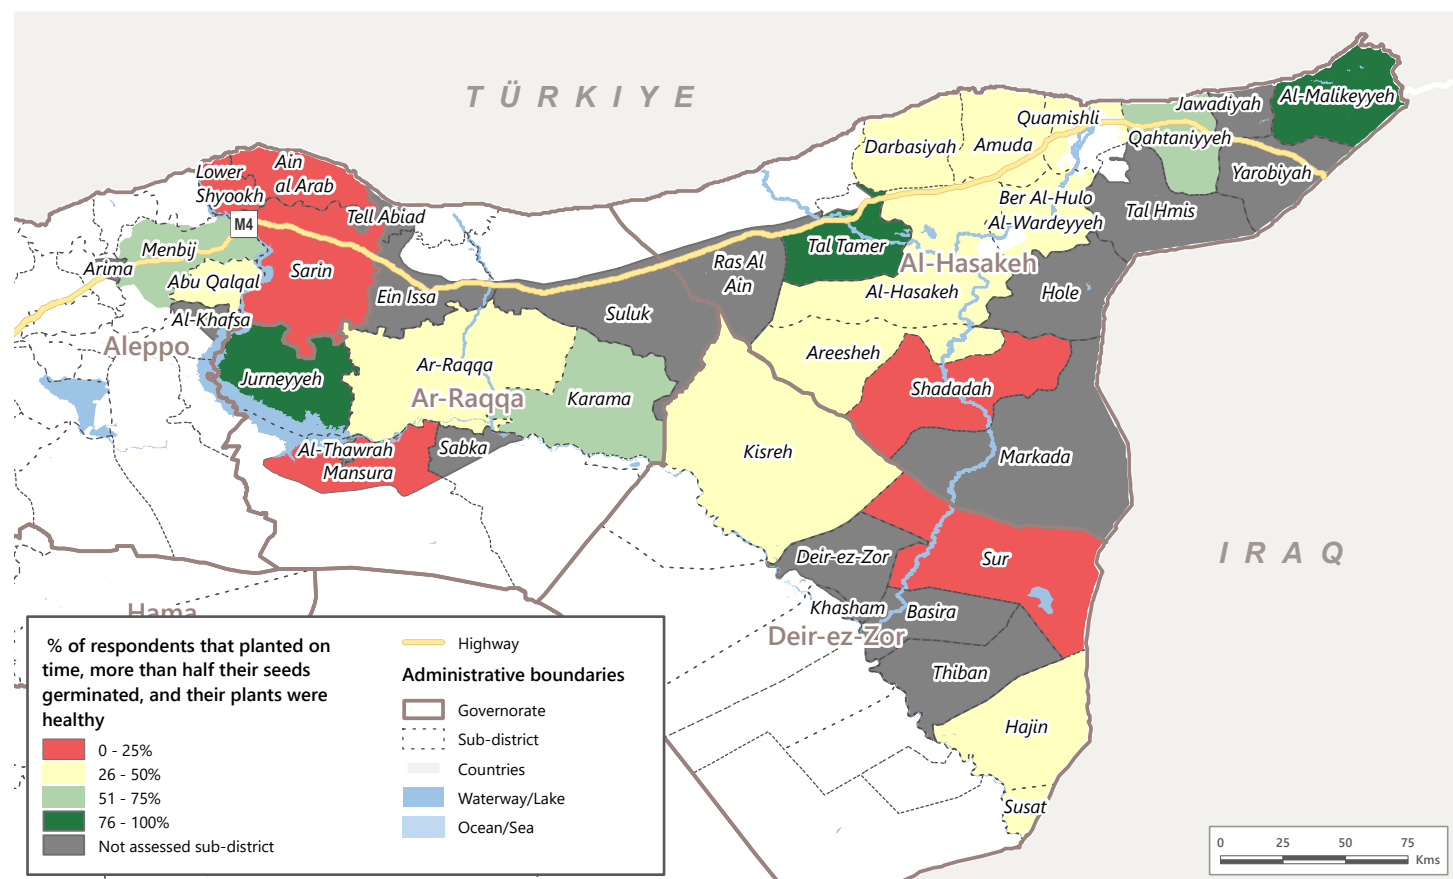 TÜRKIYE
Al-Malikeyyeh
Jawadiyah
Quamishli
Qahtaniyyeh
Darbasiyah
Amuda
Yarobiyah
Lower
Shyookh
Ain
al Arab
Ber Al-Hulo
Al-Wardeyyeh
Tal Hmis
Tell Abiad
M4
Menbij
Tal Tamer
Arima
Sarin
Ras Al
Ain
Al-Hasakeh
Abu Qalqal
Ein Issa
Al-Hasakeh
Hole
Al-Khafsa
Suluk
Aleppo
Areesheh
Ar-Raqqa
Jurneyyeh
Shadadah
Ar-Raqqa
Karama
Al-Thawrah
Mansura
Sabka
Kisreh
Markada
IRAQ
Deir-ez-Zor
Sur
Khasham
Basira
Deir-ez-Zor
Thiban
Hajin
Susat
Hama
% of respondents that planted on
time, more than half their seeds
germinated, and their plants were
healthy
0 - 25%
26 - 50%
51 - 75%
76 - 100%
Not assessed sub-district
Highway
Administrative boundaries
Governorate
Sub-district
Countries
Waterway/Lake
Ocean/Sea
0 25 50 75
Kms